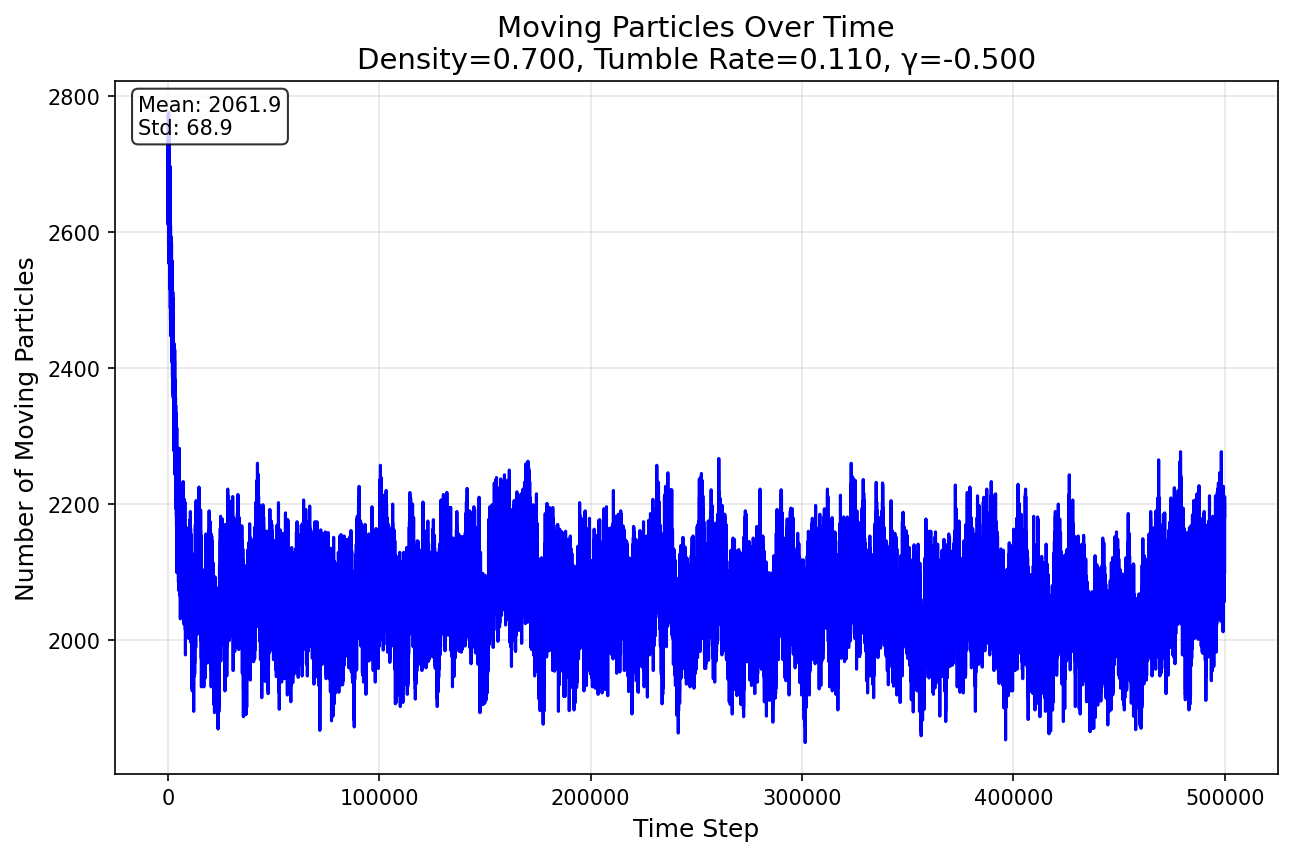 Moving Particles Over Time
Density=0.700, Tumble Rate=0.110, γ=-0.500
Mean: 2061.9
Std: 68.9
Number of Moving Particles
2800
2600
2400
2200
2000
0 100000 200000 300000 400000 500000
Time Step